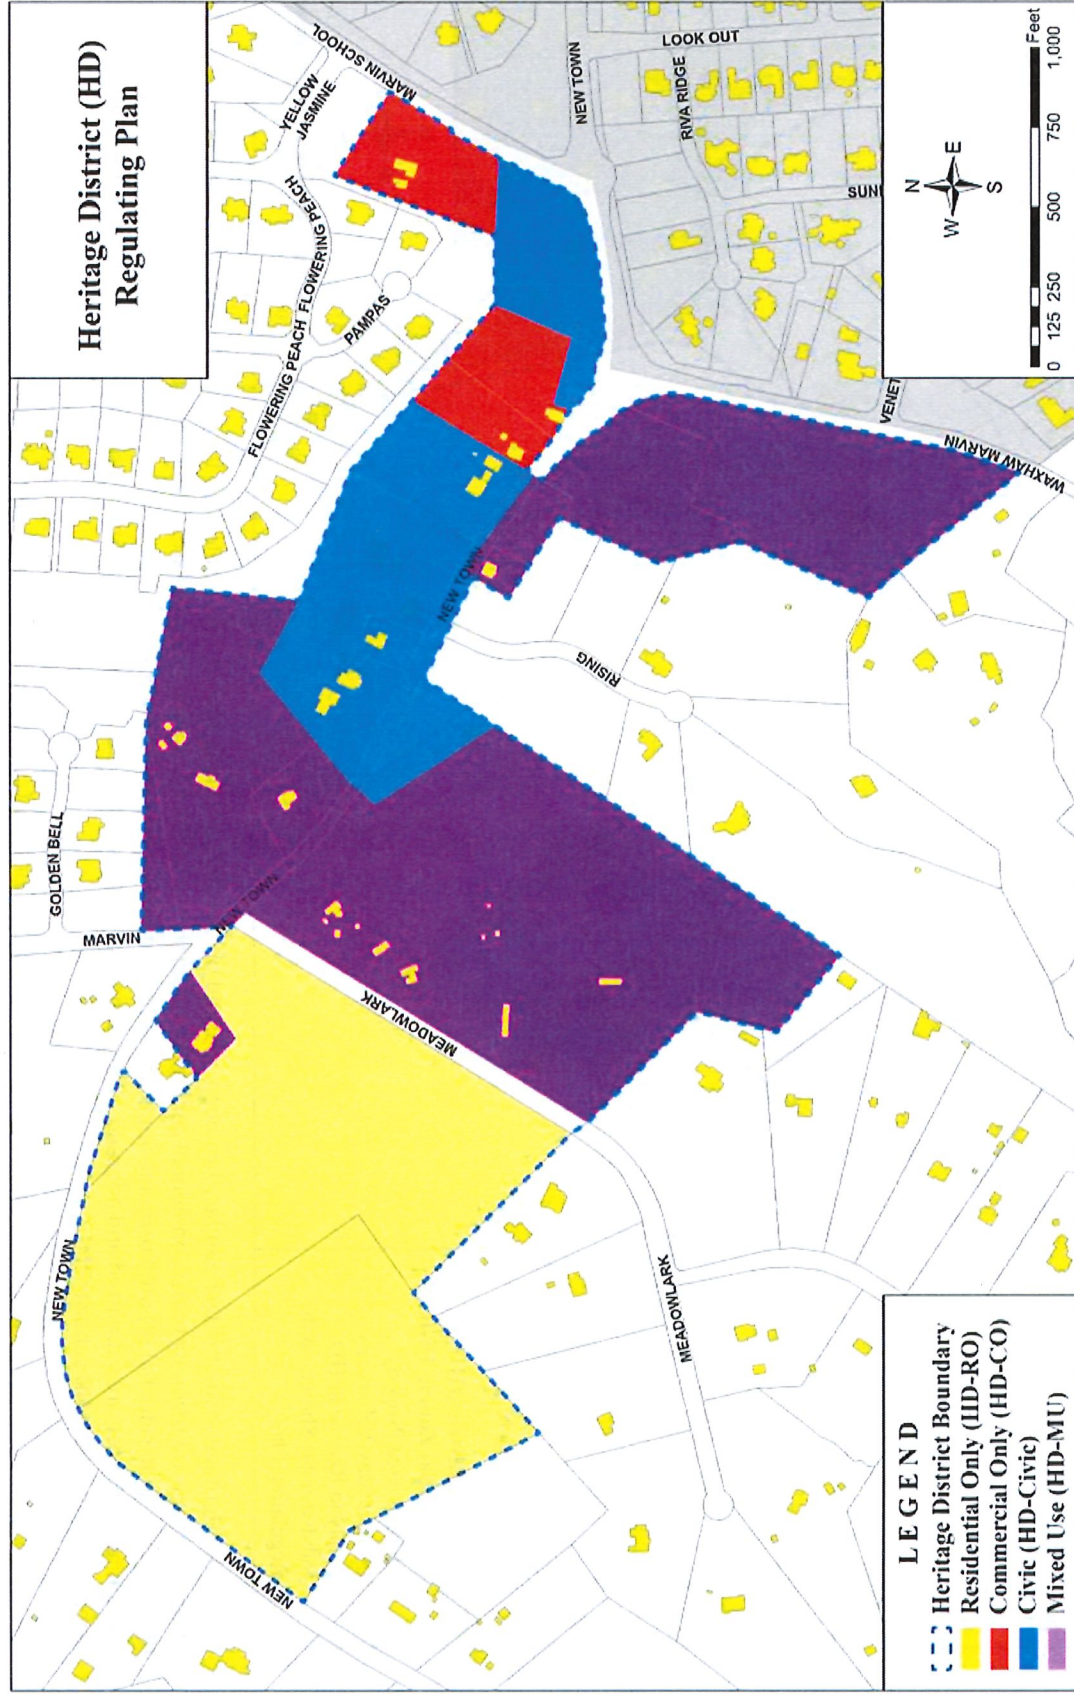 Heritage District (HD)
Regulating Plan
YELLOW
JASMINE
MARVIN SCHOOL
LOOK OUT
NEW TOWN
RIVA RIDGE
FLOWERING PEACH
FLOWERING PEACH
PAMPAS
SUN
GOLDEN BELL
MARVIN
NEW TOWN
NEW TOWN
NEW TOWN
NEW TOWN
MEADOWLARK
RISING
VENET
WAXHAW MARVIN
MEADOWLARK
N
W
E
S
0 125 250 500 750 1,000
Feet
LEGEND
Heritage District Boundary
Residential Only (HD-RO)
Commercial Only (HD-CO)
Civic (HD-Civic)
Mixed Use (HD-MU)